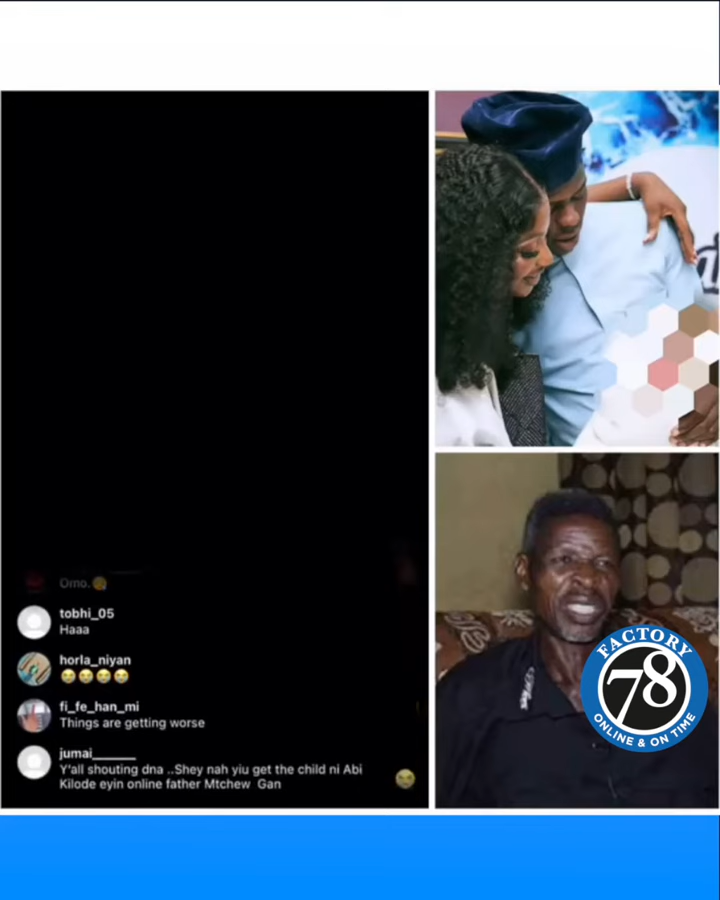 Omo.
tobhi_05
Haaa
horla_niyan
fi_fe_han_mi
Things are getting worse
jumai______
Y'all shouting dna ..Shey nah yiu get the child ni Abi
Kilode eyin online father Mtchew Gan
FACTORY
78
ONLINE & ON TIME